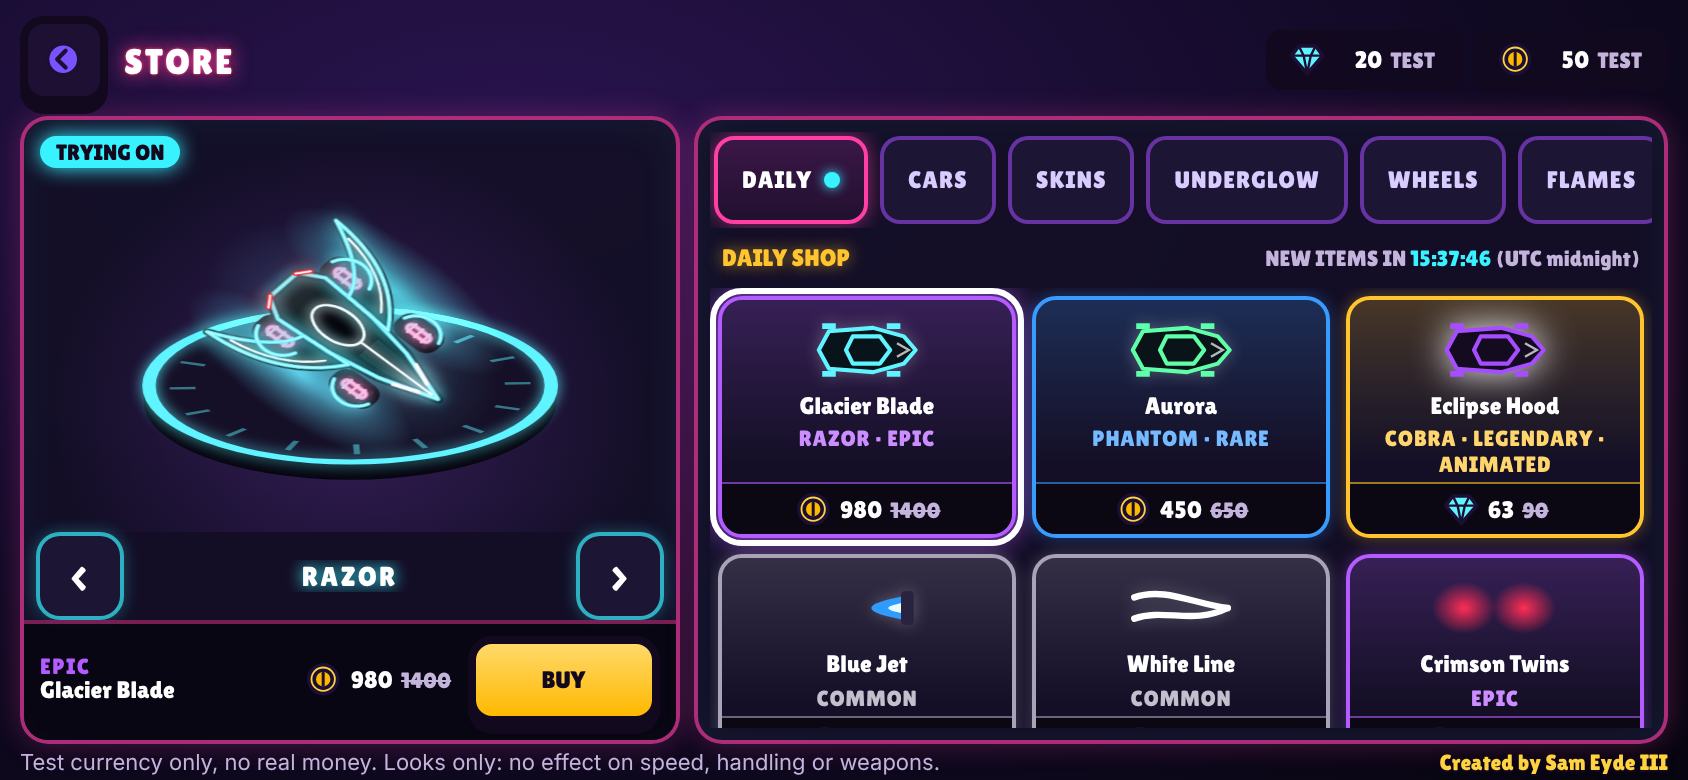 STORE
20 TEST
50 TEST
TRYING ON
RAZOR
EPIC
Glacier Blade
980 1400
BUY
DAILY
CARS
SKINS
UNDERGLOW
WHEELS
FLAMES
DAILY SHOP
NEW ITEMS IN 15:37:46 (UTC midnight)
Glacier Blade
RAZOR · EPIC
980 1400
Aurora
PHANTOM · RARE
450 650
Eclipse Hood
COBRA · LEGENDARY ·
ANIMATED
63 90
Blue Jet
COMMON
White Line
COMMON
Crimson Twins
EPIC
Test currency only, no real money. Looks only: no effect on speed, handling or weapons.
Created by Sam Eyde III